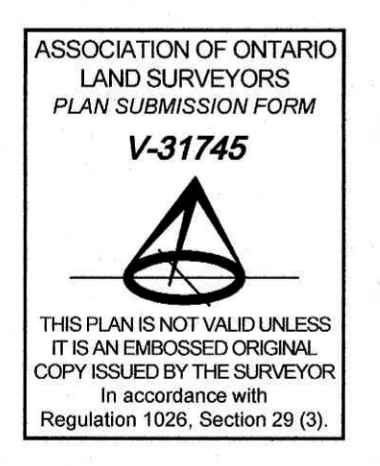 ASSOCIATION OF ONTARIO
LAND SURVEYORS
PLAN SUBMISSION FORM
V-31745
THIS PLAN IS NOT VALID UNLESS
IT IS AN EMBOSSED ORIGINAL
COPY ISSUED BY THE SURVEYOR
In accordance with
Regulation 1026, Section 29 (3).